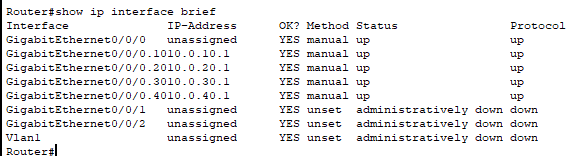 Router#show ip interface brief
Interface IP-Address OK? Method Status Protocol
GigabitEthernet0/0/0 unassigned YES manual up up
GigabitEthernet0/0/0.1010.0.10.1 YES manual up up
GigabitEthernet0/0/0.2010.0.20.1 YES manual up up
GigabitEthernet0/0/0.3010.0.30.1 YES manual up up
GigabitEthernet0/0/0.4010.0.40.1 YES manual up up
GigabitEthernet0/0/1 unassigned YES unset administratively down down
GigabitEthernet0/0/2 unassigned YES unset administratively down down
Vlan1 unassigned YES unset administratively down down
Router#